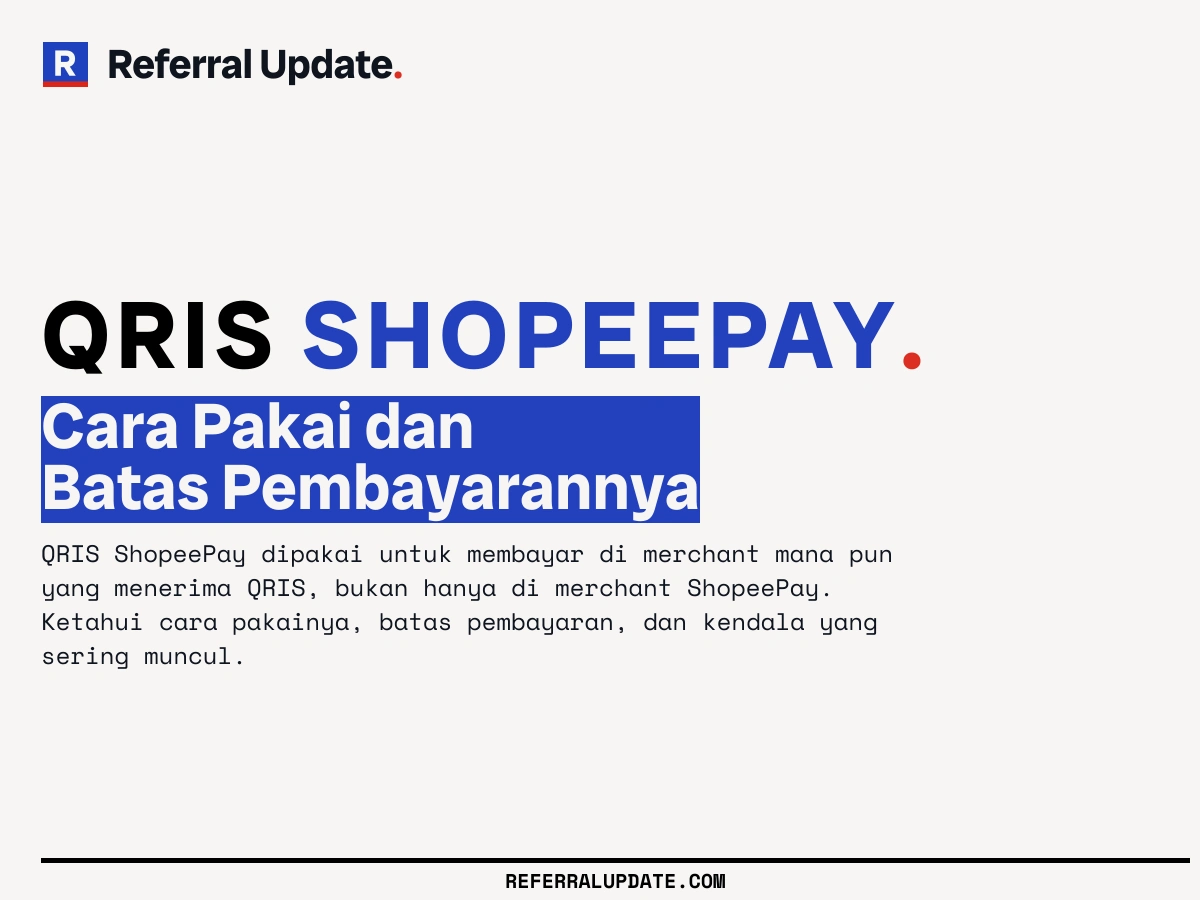 R Referral Update.
QRIS SHOPEEPAY.
Cara Pakai dan
Batas Pembayarannya
QRIS ShopeePay dipakai untuk membayar di merchant mana pun
yang menerima QRIS, bukan hanya di merchant ShopeePay.
Ketahui cara pakainya, batas pembayaran, dan kendala yang
sering muncul.
REFERRALUPDATE.COM